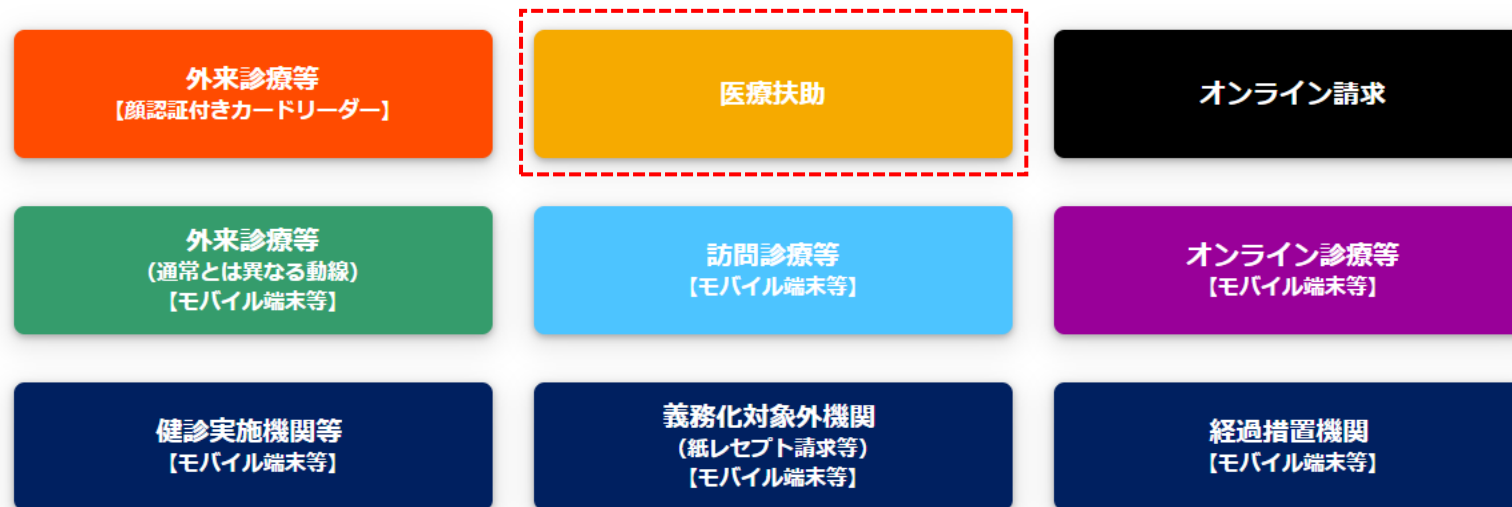 外来診療等
【顔認証付きカードリーダー】
医療扶助
オンライン請求
外来診療等
(通常とは異なる動線)
【モバイル端末等】
訪問診療等
【モバイル端末等】
オンライン診療等
【モバイル端末等】
健診実施機関等
【モバイル端末等】
義務化対象外機関
(紙レセプト請求等)
【モバイル端末等】
経過措置機関
【モバイル端末等】